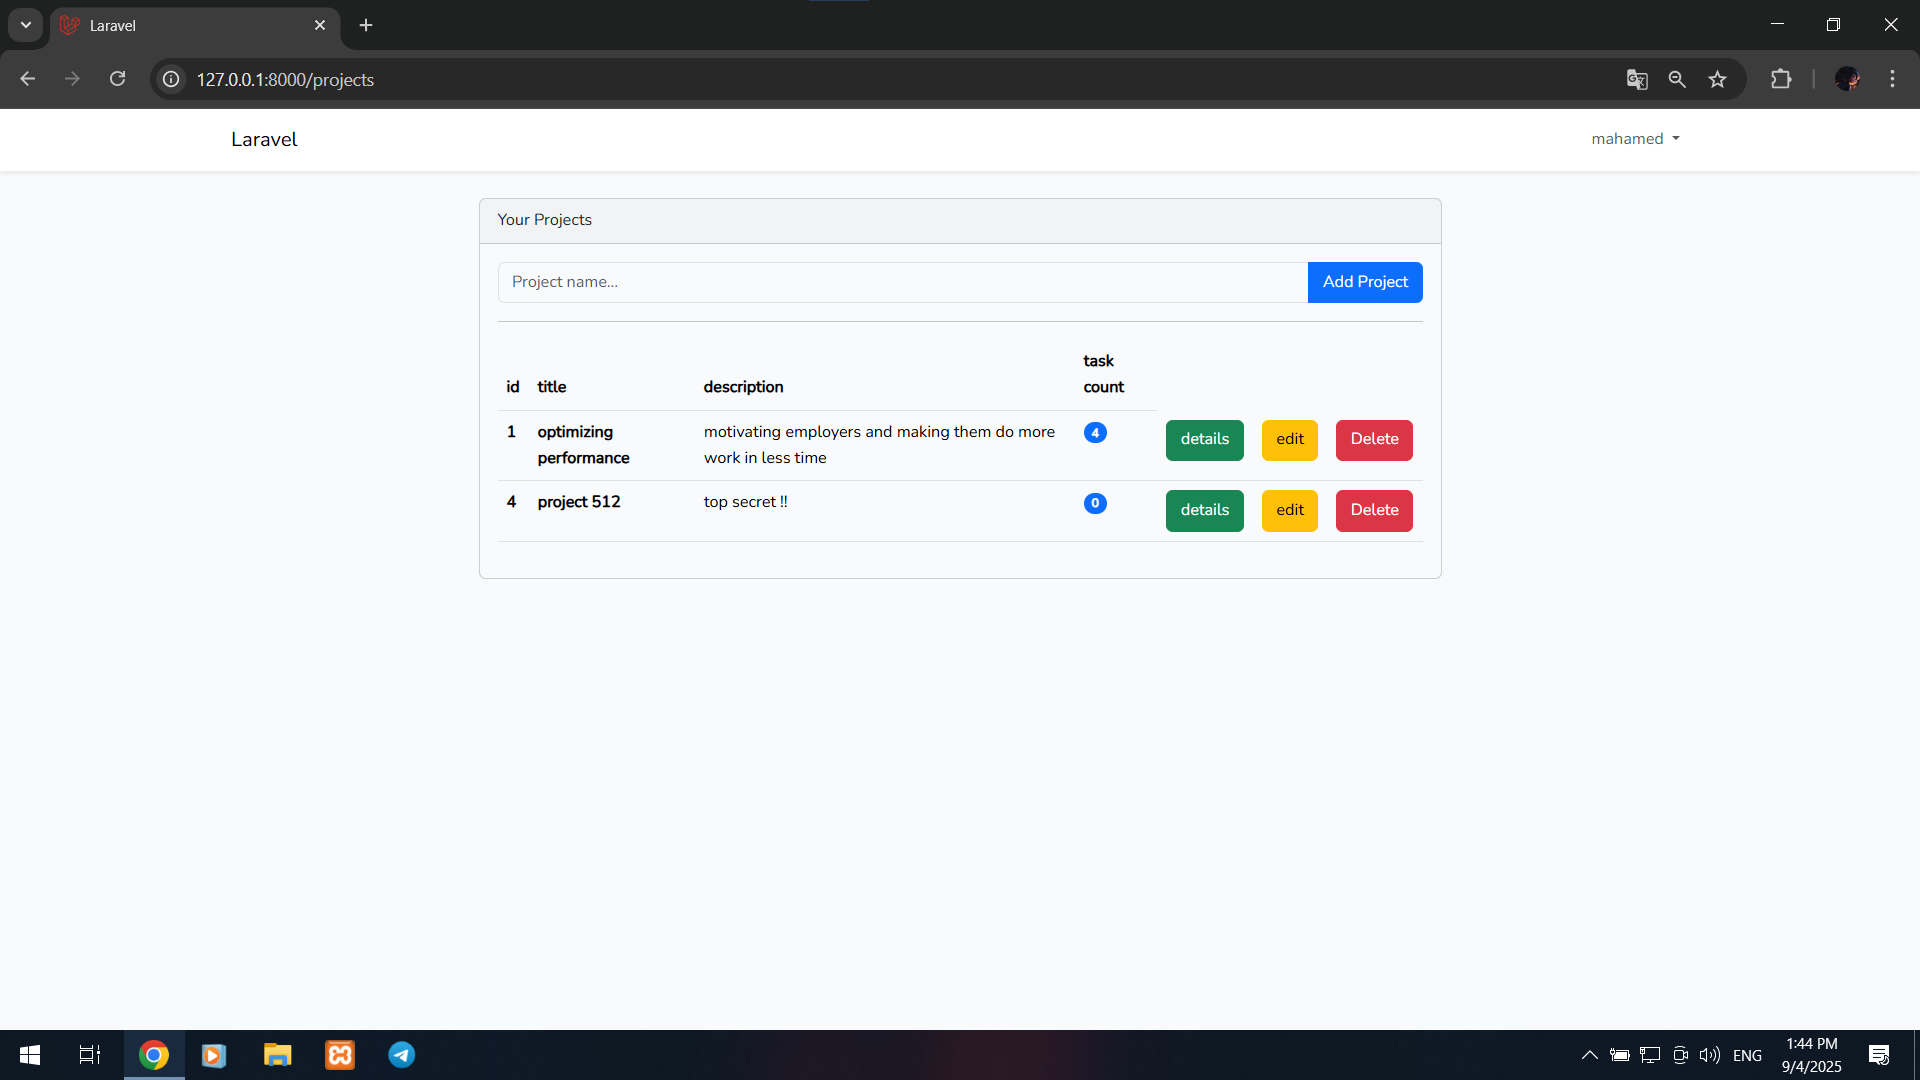 Laravel
127.0.0.1:8000/projects
Laravel
mahamed
Your Projects
Project name...
Add Project
id title description task count
1 optimizing performance motivating employers and making them do more work in less time 4 details edit Delete
4 project 512 top secret !! 0 details edit Delete
ENG
1:44 PM
9/4/2025